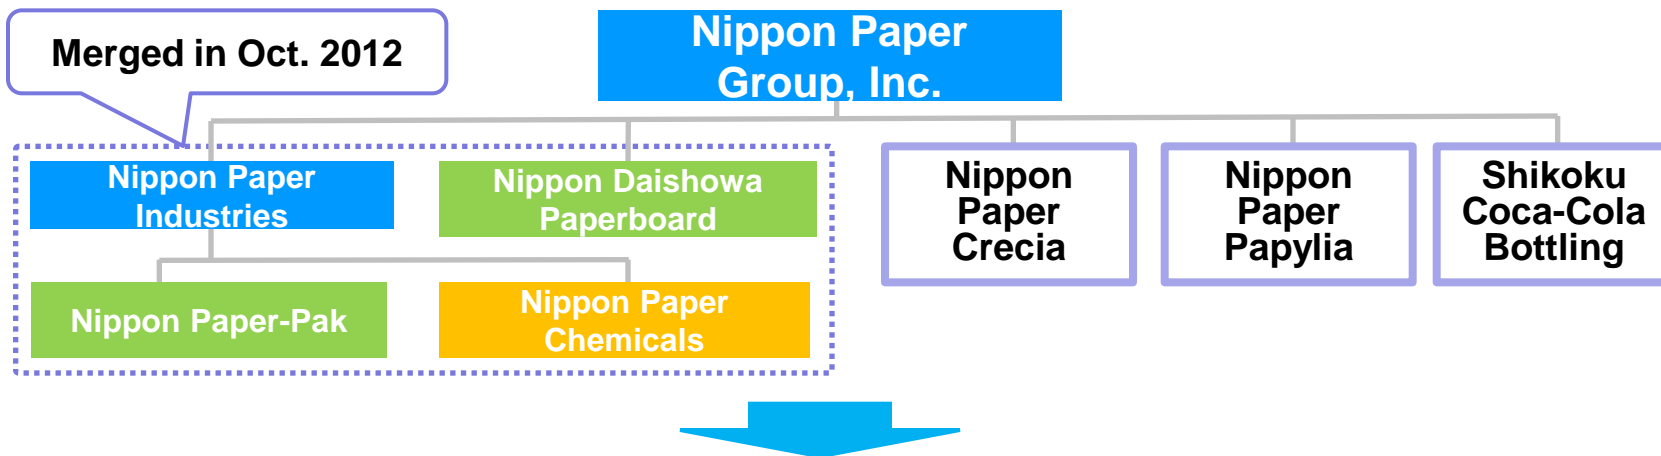 Merged in Oct. 2012
Nippon Paper
Group, Inc.
Nippon Paper
Industries
Nippon Daishowa
Paperboard
Nippon
Paper
Crecia
Nippon
Paper
Papylia
Shikoku
Coca-Cola
Bottling
Nippon Paper-Pak
Nippon Paper
Chemicals